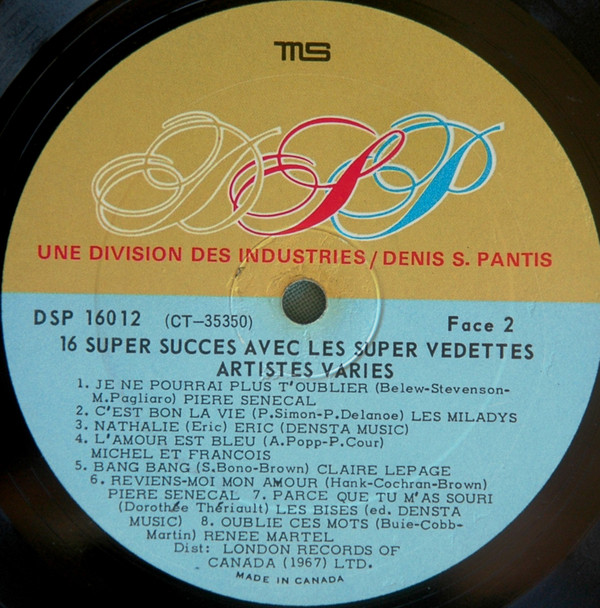 MS
DSP
UNE DIVISION DES INDUSTRIES/DENIS S. PANTIS
DSP 16012 (CT-35350) Face 2
16 SUPER SUCCES AVEC LES SUPER VEDETTES
ARTISTES VARIES
1. JE NE POURRAI PLUS T'OUBLIER (Belew-Stevenson-
M.Pagliaro) PIERE SENECAL
2. C'EST BON LA VIE (P.Simon-P.Delanoe) LES MILADYS
3. NATHALIE (Eric) ERIC (DENSTA MUSIC)
4. L'AMOUR EST BLEU (A.Popp-P.Cour)
MICHEL ET FRANCOIS
5. BANG BANG (S.Bono-Brown) CLAIRE LEPAGE
6. REVIENS-MOI MON AMOUR (Hank-Cochran-Brown)
PIERE SENECAL 7. PARCE QUE TU M'AS SOURI
(Dorothée Thériault) LES BISES (ed. DENSTA
MUSIC) 8. OUBLIE CES MOTS (Buie-Cobb-
Martin) RENEE MARTEL
Dist: LONDON RECORDS OF
CANADA (1967) LTD.
MADE IN CANADA